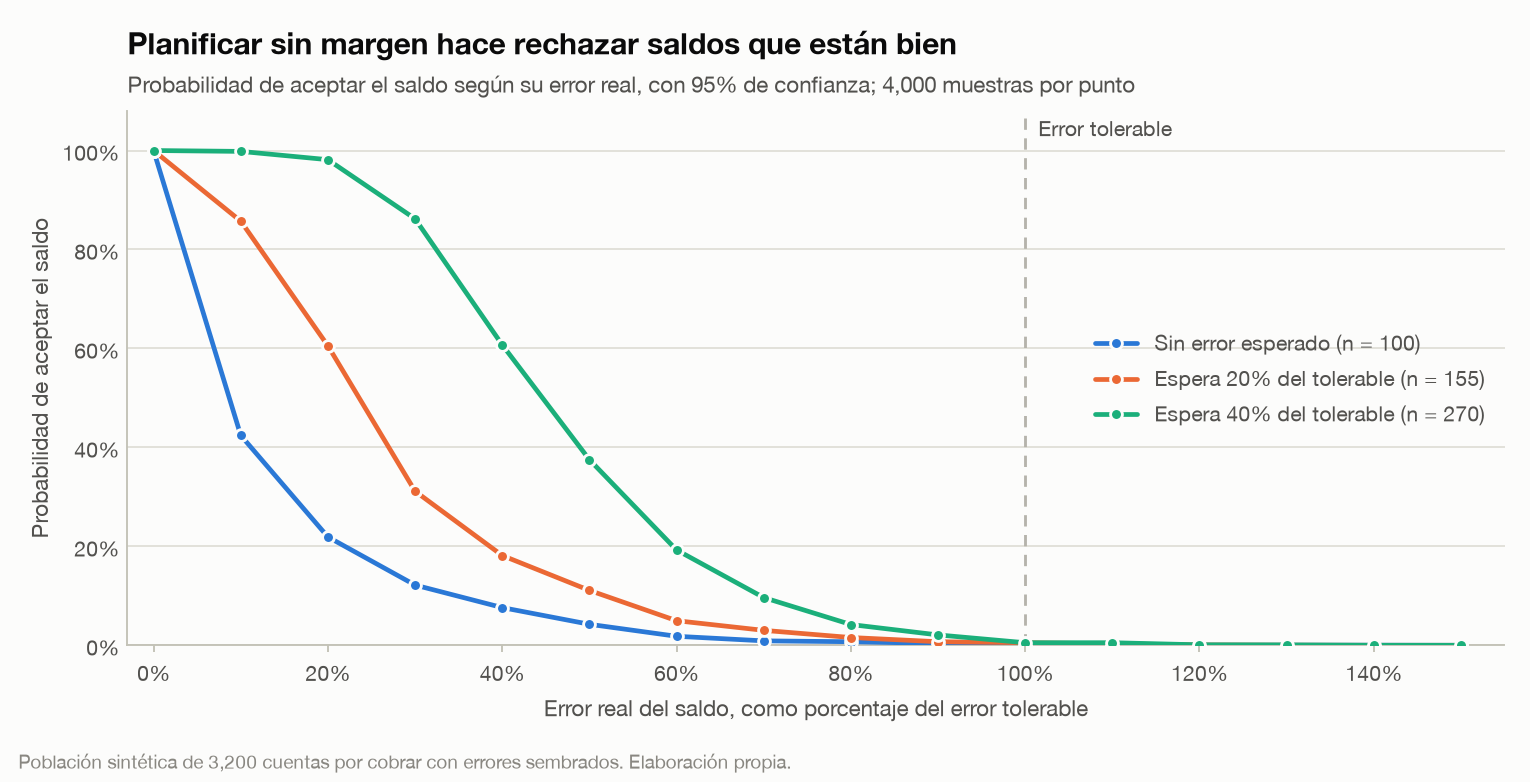 Planificar sin margen hace rechazar saldos que están bien
Probabilidad de aceptar el saldo según su error real, con 95% de confianza; 4,000 muestras por punto
Error tolerable
100%
80%
60%
40%
20%
0%
Probabilidad de aceptar el saldo
Sin error esperado (n = 100)
Espera 20% del tolerable (n = 155)
Espera 40% del tolerable (n = 270)
0% 20% 40% 60% 80% 100% 120% 140%
Error real del saldo, como porcentaje del error tolerable
Población sintética de 3,200 cuentas por cobrar con errores sembrados. Elaboración propia.